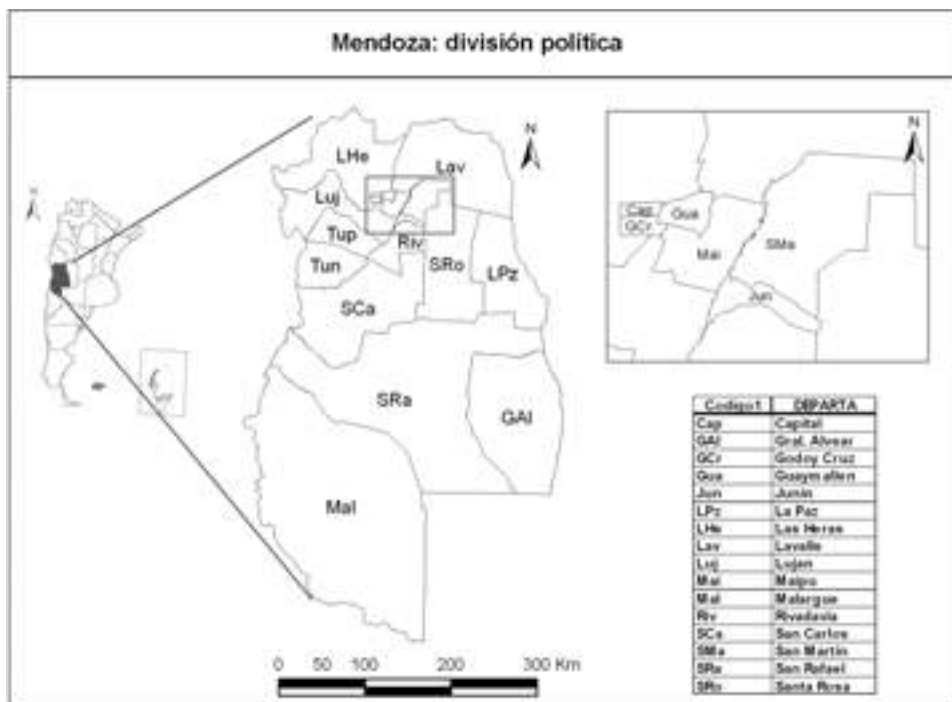 Mendoza: división política
N
LHe
Lav
Luj
Tup
Riv
Tun
SRo
LPz
SCa
SRa
GAl
Mal
0 50 100 200 300 Km
N
Cap
GCr
Gua
Mai
SMa
Jun
Codigo1 DEPARTA
Cap Capital
GAl Gral. Alvear
GCr Godoy Cruz
Gua Guaymallen
Jun Junin
LPz La Paz
LHe Las Heras
Lav Lavalle
Luj Lujan
Mai Maipu
Mal Malargue
Riv Rivadavia
SCa San Carlos
SMa San Martin
SRa San Rafael
SRo Santa Rosa